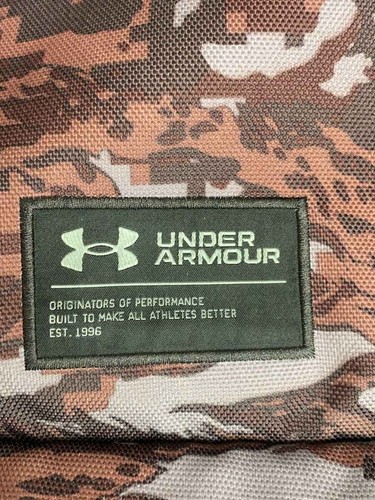 UNDER
ARMOUR
ORIGINATORS OF PERFORMANCE
BUILT TO MAKE ALL ATHLETES BETTER
EST. 1996